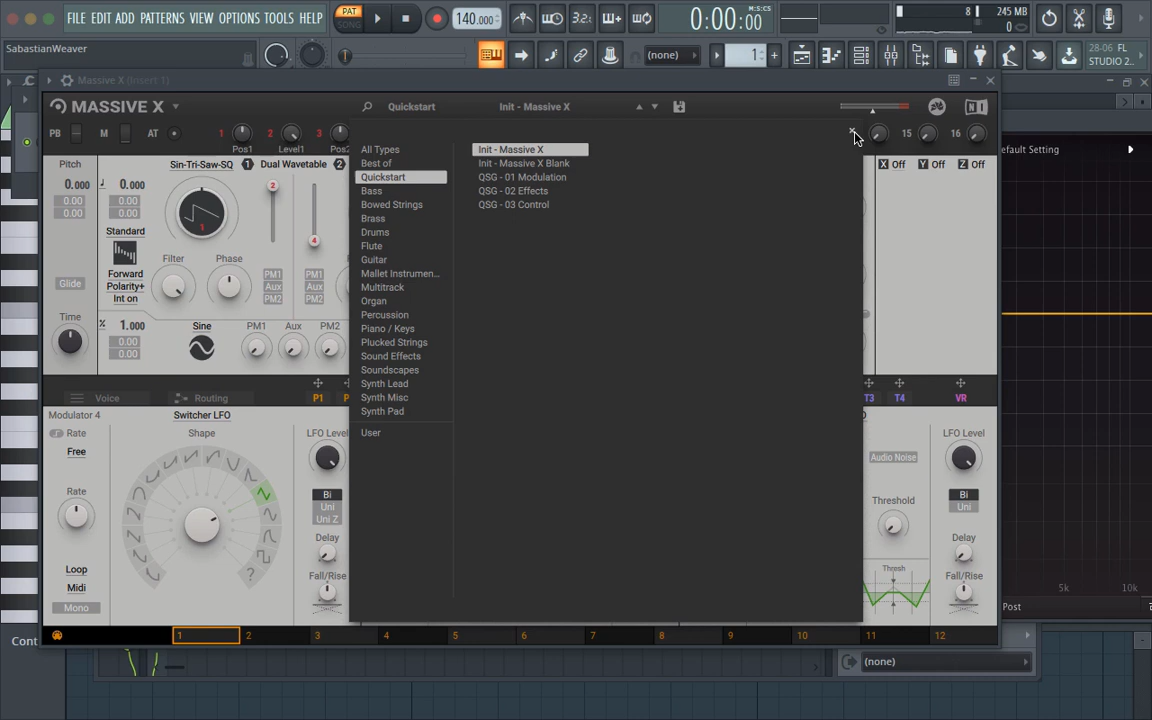 FILE EDIT ADD PATTERNS VIEW OPTIONS TOOLS HELP
PAT
SONG
140.000
3.2:
0:00:00
M:S:CS
8
245 MB
0
SabastianWeaver
(none)
1
28-06 FL
STUDIO 2..
Massive X (Insert 1)
MASSIVE X
Quickstart
Init - Massive X
PB
M
AT
1
Pos1
2
Level1
3
Pos2
15
16
efault Setting
Pitch
0.000
0.00
0.00
Glide
Time
0.000
0.00
0.00
Standard
Forward
Polarity+
Int on
Sin-Tri-Saw-SQ
1
Dual Wavetable
2
1
2
4
Filter
Phase
PM1
Aux
PM2
PM1
Aux
PM2
1.000
0.00
0.00
Sine
PM1
Aux
PM2
X Off
Y Off
Z Off
All Types
Best of
Quickstart
Bass
Bowed Strings
Brass
Drums
Flute
Guitar
Mallet Instrumen...
Multitrack
Organ
Percussion
Piano / Keys
Plucked Strings
Sound Effects
Soundscapes
Synth Lead
Synth Misc
Synth Pad
User
Init - Massive X
Init - Massive X Blank
QSG - 01 Modulation
QSG - 02 Effects
QSG - 03 Control
Voice
Routing
P1
P
T3
T4
VR
Modulator 4
Switcher LFO
Rate
Free
Rate
Loop
Midi
Mono
Shape
?
LFO Level
Bi
Uni
Uni Z
Delay
Fall/Rise
Audio Noise
Threshold
Thresh
LFO Level
Bi
Uni
Delay
Fall/Rise
5k
10k
Post
1
2
3
4
5
6
7
8
9
10
11
12
Cont
(none)